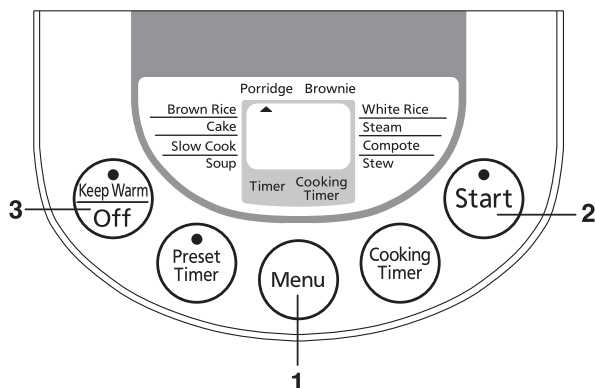 Porridge Brownie
Brown Rice
Cake
Slow Cook
Soup
White Rice
Steam
Compote
Stew
Timer
Cooking
Timer
Keep Warm
Off
3
Start
2
Preset
Timer
Menu
Cooking
Timer
1